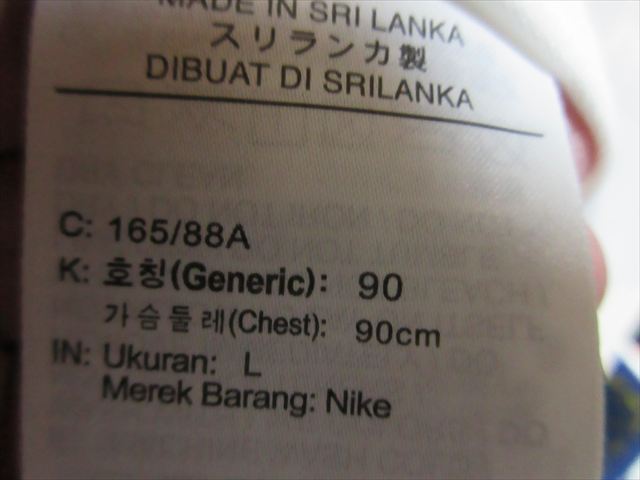 MADE IN SRI LANKA
スリランカ製
DIBUAT DI SRILANKA
C: 165/88A
K: 호칭(Generic): 90
가슴둘레(Chest): 90cm
IN: Ukuran: L
Merek Barang: Nike